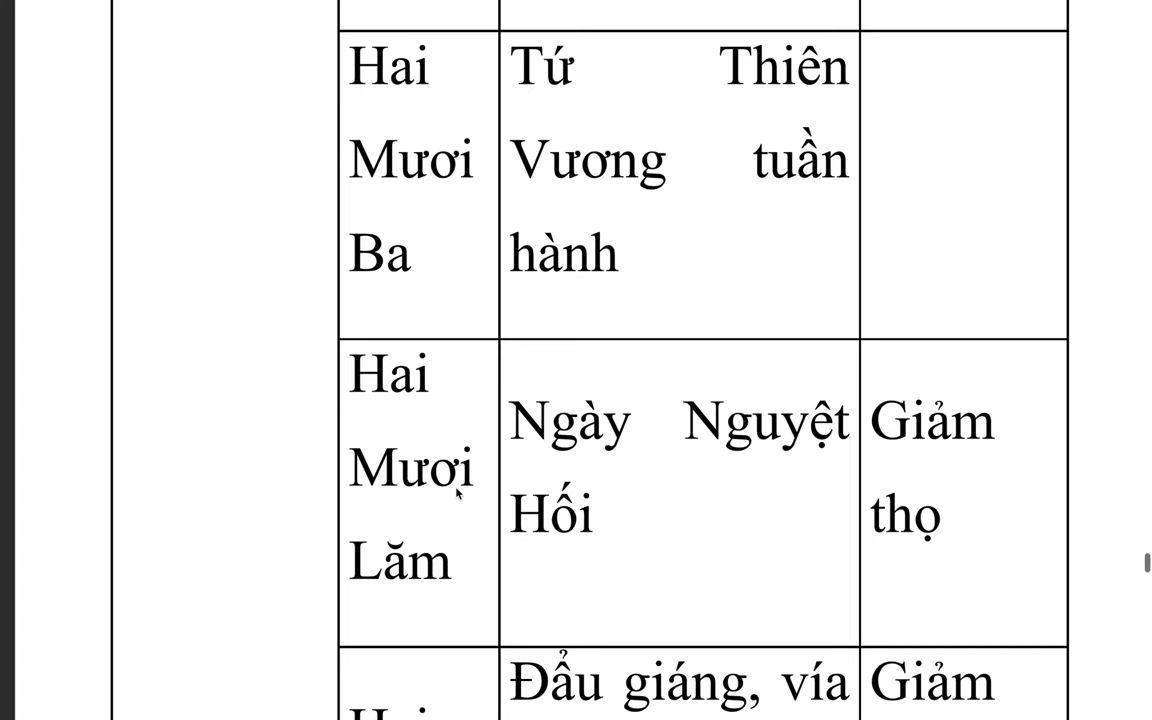 Hai
Mươi
Ba
Tứ Thiên
Vương tuần
hành
Hai
Mươi
Lăm
Ngày Nguyệt
Hối
Giảm
thọ
Hai
Đẩu giáng, vía
Giảm